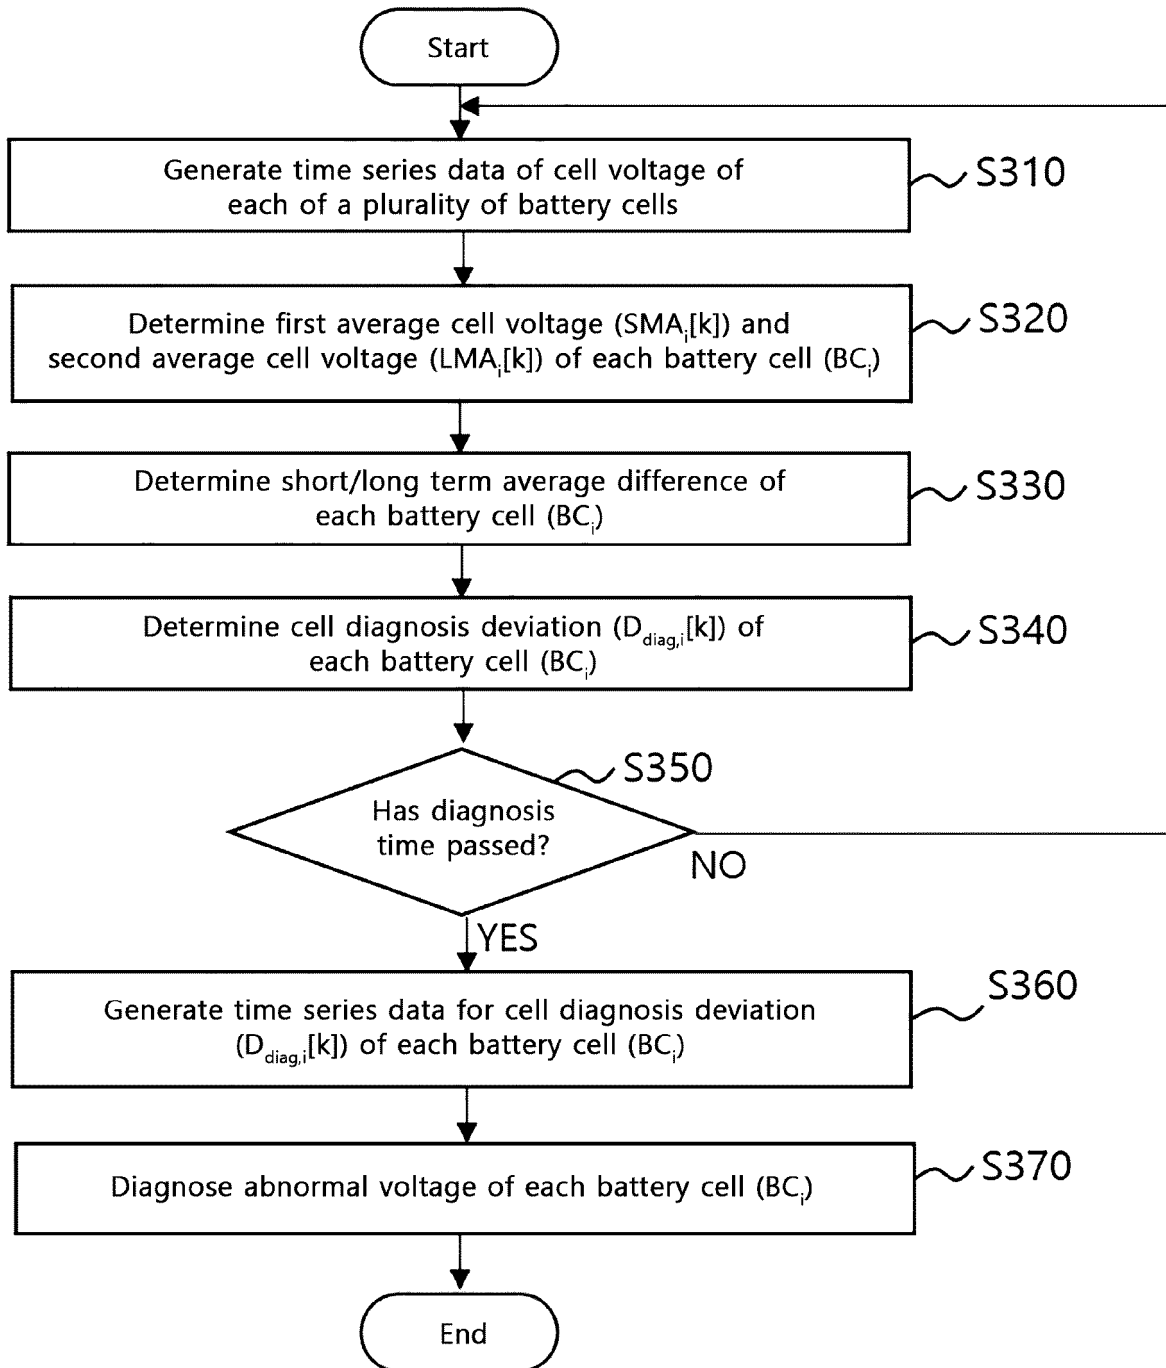 Start
Generate time series data of cell voltage of
each of a plurality of battery cells
S310
Determine first average cell voltage (SMAᵢ[k]) and
second average cell voltage (LMAᵢ[k]) of each battery cell (BCᵢ)
S320
Determine short/long term average difference of
each battery cell (BCᵢ)
S330
Determine cell diagnosis deviation (D_diag,i[k]) of
each battery cell (BCᵢ)
S340
S350
Has diagnosis
time passed?
NO
YES
Generate time series data for cell diagnosis deviation
(D_diag,i[k]) of each battery cell (BCᵢ)
S360
Diagnose abnormal voltage of each battery cell (BCᵢ)
S370
End